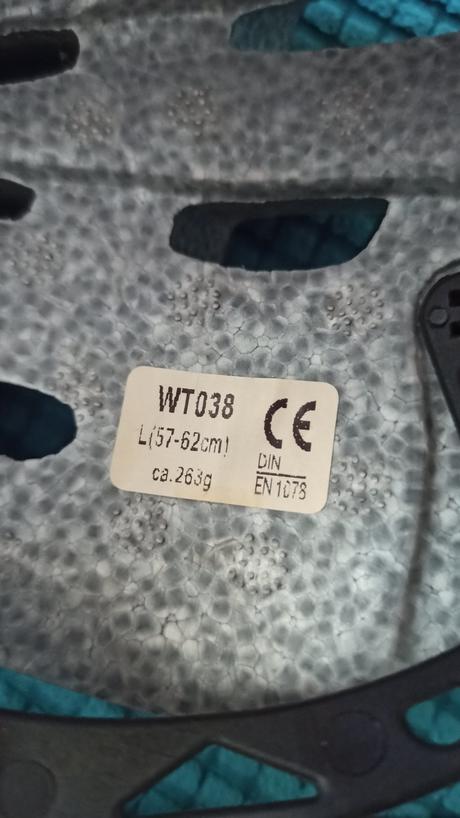 WT038
L(57-62cm)
ca.263g
CE
DIN
EN 1078